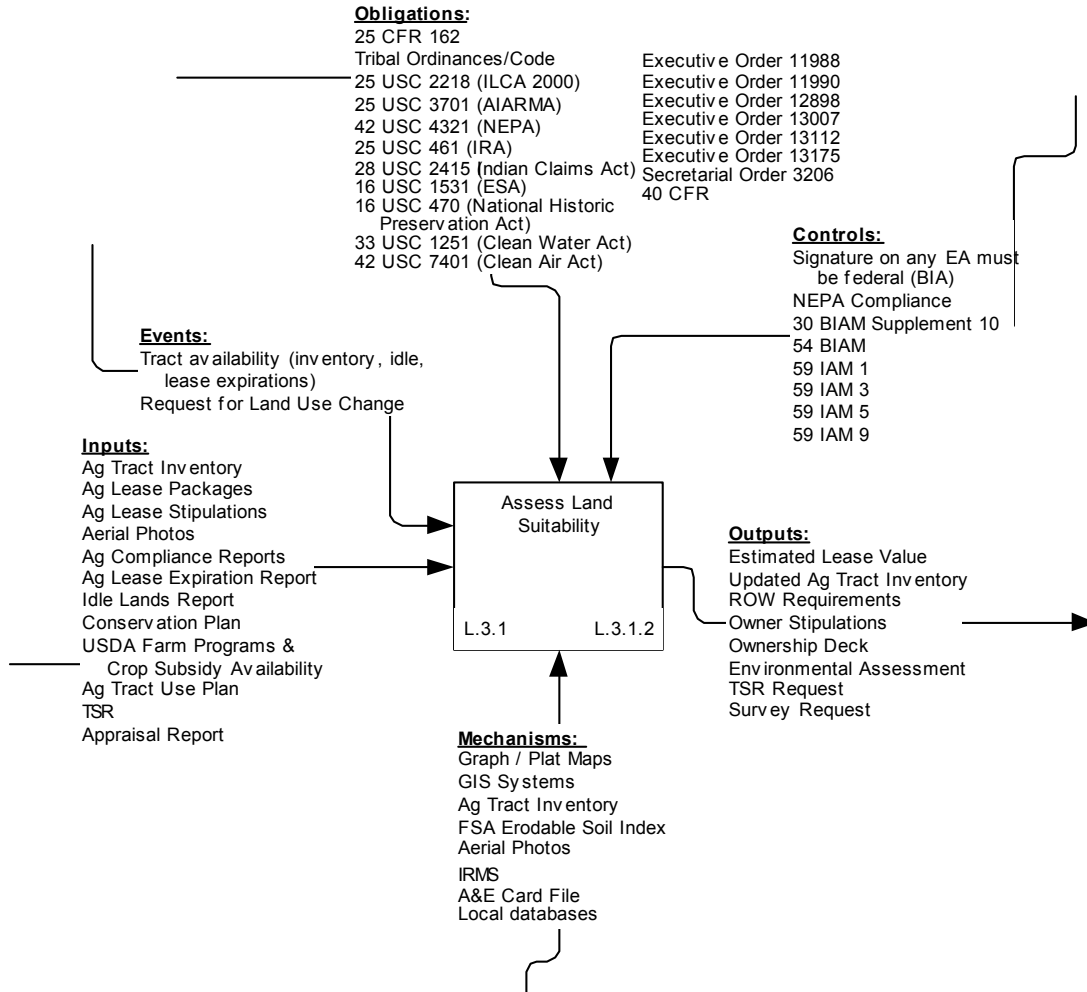 Obligations:
25 CFR 162
Tribal Ordinances/Code
25 USC 2218 (ILCA 2000)
25 USC 3701 (AIARMA)
42 USC 4321 (NEPA)
25 USC 461 (IRA)
28 USC 2415 (Indian Claims Act)
16 USC 1531 (ESA)
16 USC 470 (National Historic
Preservation Act)
33 USC 1251 (Clean Water Act)
42 USC 7401 (Clean Air Act)
Executive Order 11988
Executive Order 11990
Executive Order 12898
Executive Order 13007
Executive Order 13112
Executive Order 13175
Secretarial Order 3206
40 CFR
Controls:
Signature on any EA must
be federal (BIA)
NEPA Compliance
30 BIAM Supplement 10
54 BIAM
59 IAM 1
59 IAM 3
59 IAM 5
59 IAM 9
Events:
Tract availability (inventory, idle,
lease expirations)
Request for Land Use Change
Inputs:
Ag Tract Inventory
Ag Lease Packages
Ag Lease Stipulations
Aerial Photos
Ag Compliance Reports
Ag Lease Expiration Report
Idle Lands Report
Conservation Plan
USDA Farm Programs &
Crop Subsidy Availability
Ag Tract Use Plan
TSR
Appraisal Report
Assess Land
Suitability
L.3.1
L.3.1.2
Outputs:
Estimated Lease Value
Updated Ag Tract Inventory
ROW Requirements
Owner Stipulations
Ownership Deck
Environmental Assessment
TSR Request
Survey Request
Mechanisms:
Graph / Plat Maps
GIS Systems
Ag Tract Inventory
FSA Erodable Soil Index
Aerial Photos
IRMS
A&E Card File
Local databases